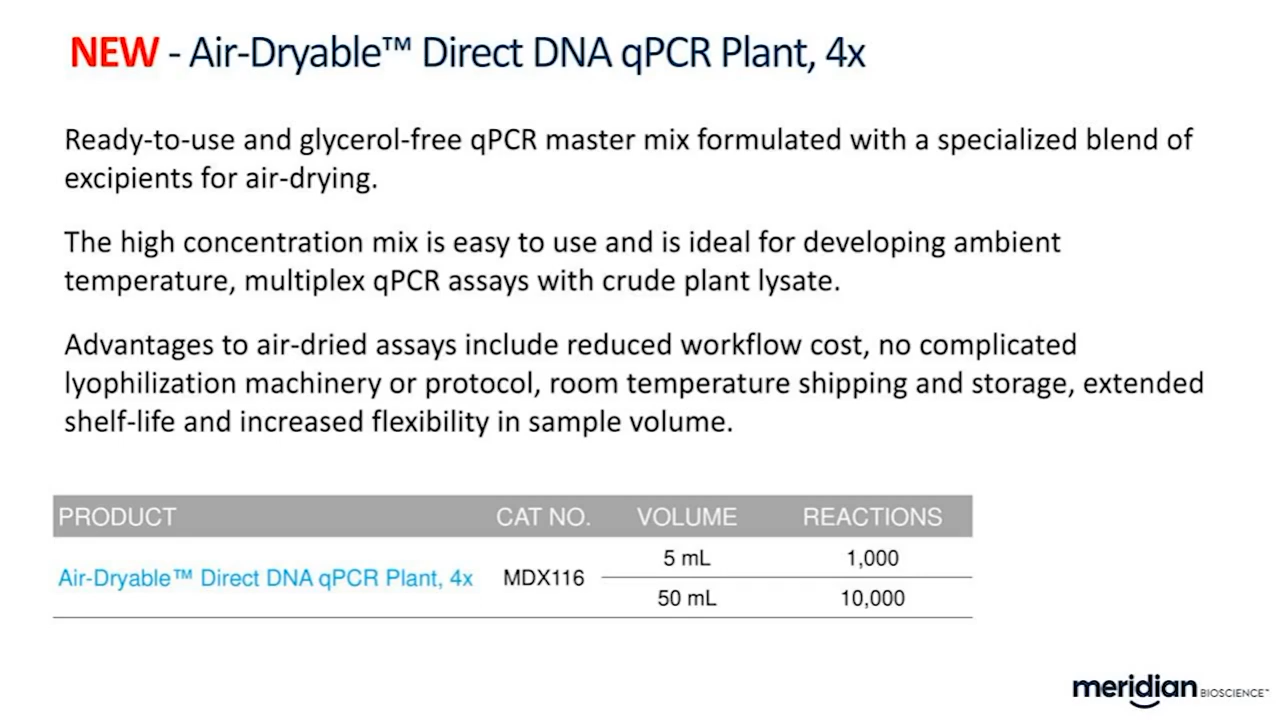 NEW - Air-Dryable™ Direct DNA qPCR Plant, 4x
Ready-to-use and glycerol-free qPCR master mix formulated with a specialized blend of
excipients for air-drying.
The high concentration mix is easy to use and is ideal for developing ambient
temperature, multiplex qPCR assays with crude plant lysate.
Advantages to air-dried assays include reduced workflow cost, no complicated
lyophilization machinery or protocol, room temperature shipping and storage, extended
shelf-life and increased flexibility in sample volume.
PRODUCT CAT NO. VOLUME REACTIONS
5 mL 1,000
Air-Dryable™ Direct DNA qPCR Plant, 4x MDX116
50 mL 10,000
meridian BIOSCIENCE™